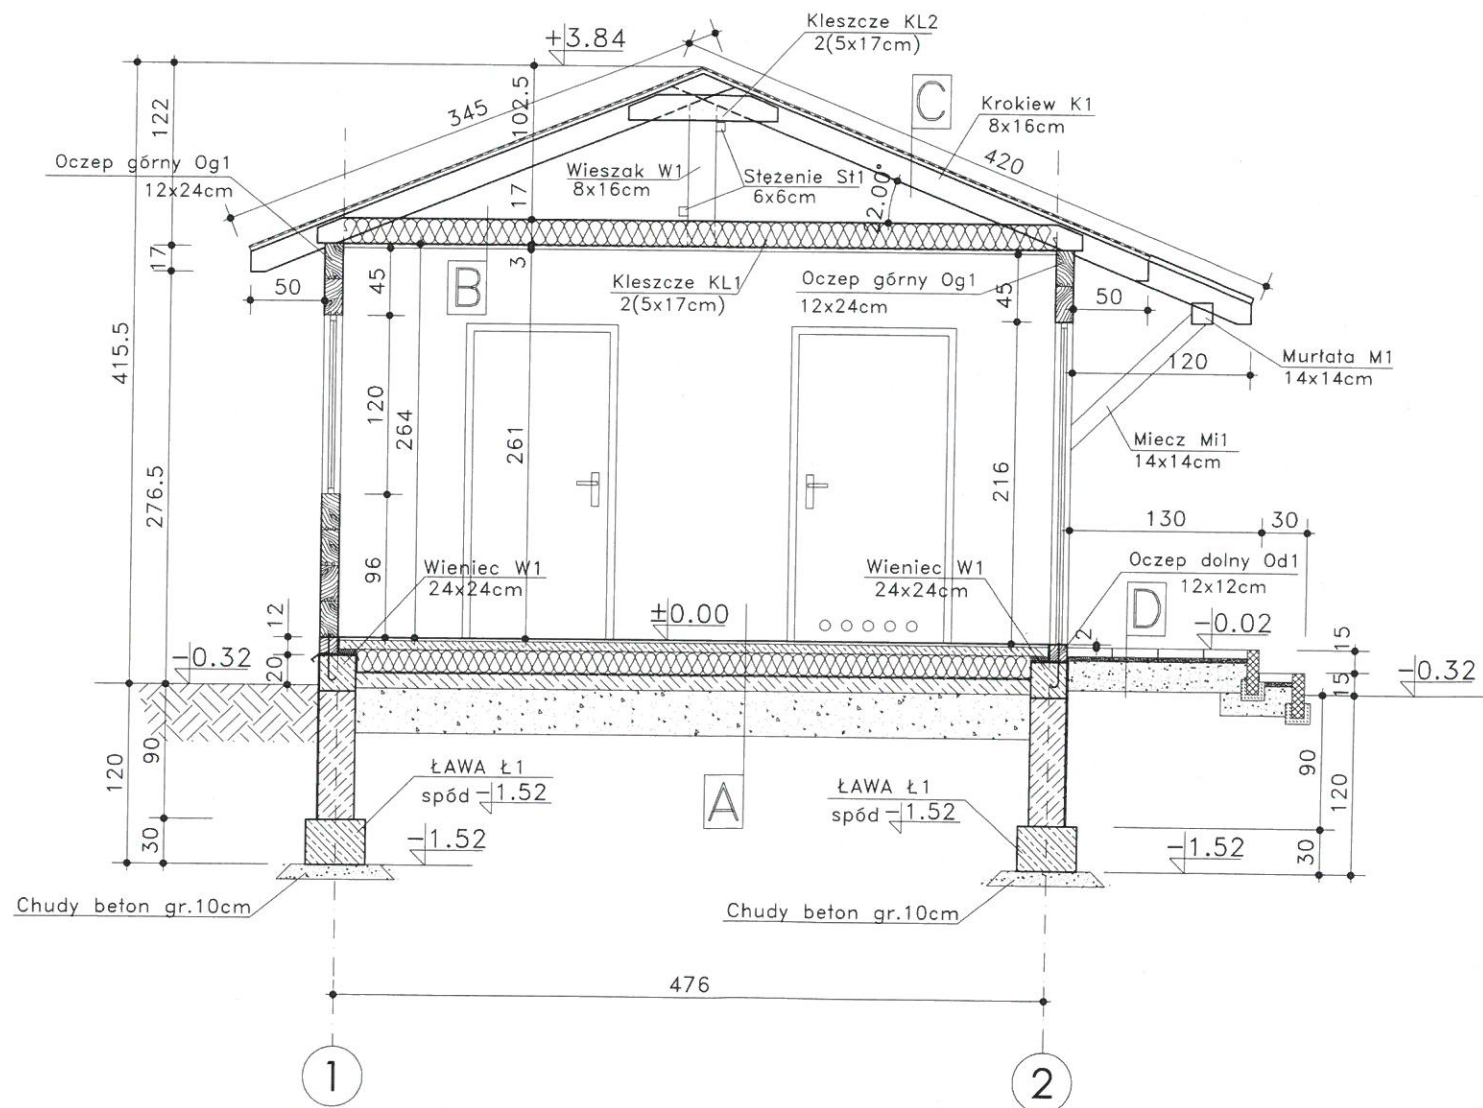 Kleszcze KL2
2(5x17cm)
+3.84
C
Krokiew K1
8x16cm
345
102.5
122
420
Oczep górny Og1
12x24cm
Wieszak W1
8x16cm
Stężenie St1
6x6cm
22.00°
17
17
3
B
50
45
Kleszcze KL1
2(5x17cm)
Oczep górny Og1
12x24cm
45
50
415.5
120
Murłata M1
14x14cm
120
264
261
Miecz Mi1
14x14cm
276.5
216
130
30
96
Wieniec W1
24x24cm
Wieniec W1
24x24cm
Oczep dolny Od1
12x12cm
12
±0.00
D
2
-0.02
15
-0.32
20
15
-0.32
120
90
ŁAWA Ł1
spód -1.52
A
ŁAWA Ł1
spód -1.52
90
120
30
-1.52
-1.52
30
Chudy beton gr.10cm
Chudy beton gr.10cm
476
1
2